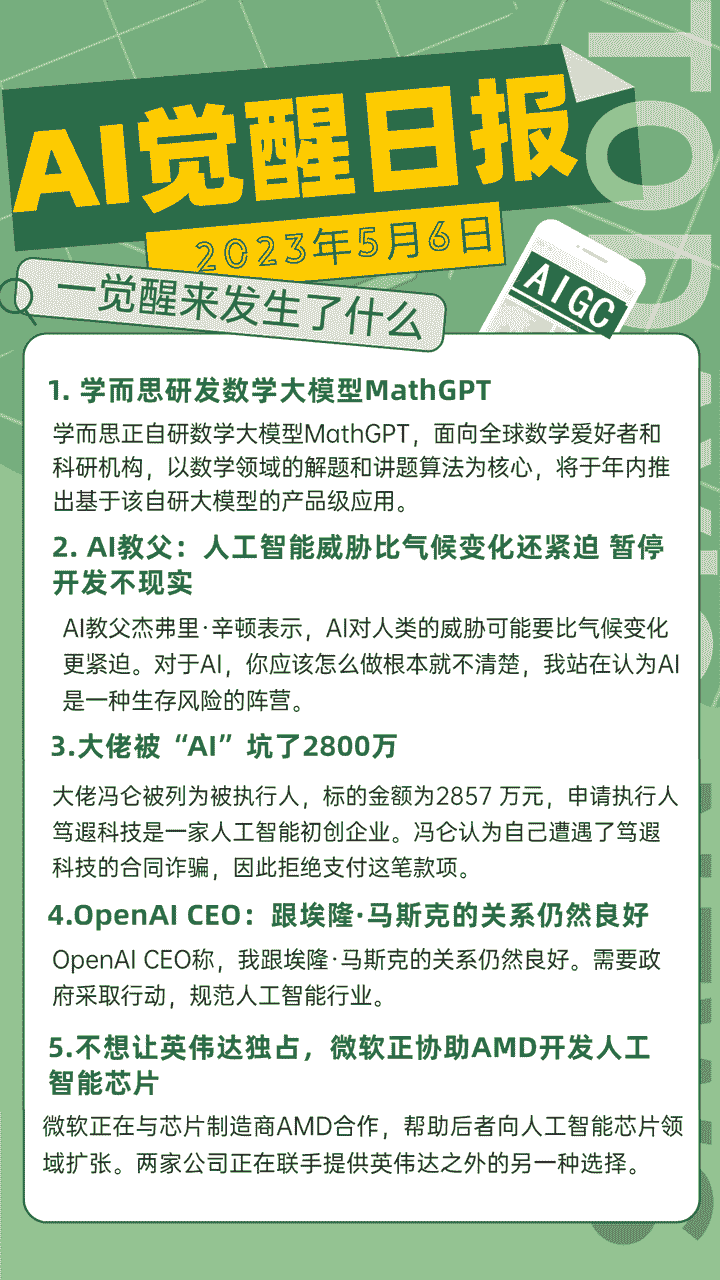 AI觉醒日报
2023年5月6日
一觉醒来发生了什么
AIGC
1. 学而思研发数学大模型MathGPT
学而思正自研数学大模型MathGPT，面向全球数学爱好者和
科研机构，以数学领域的解题和讲题算法为核心，将于年内推
出基于该自研大模型的产品级应用。
2. AI教父：人工智能威胁比气候变化还紧迫 暂停
开发不现实
AI教父杰弗里·辛顿表示，AI对人类的威胁可能要比气候变化
更紧迫。对于AI，你应该怎么做根本就不清楚，我站在认为AI
是一种生存风险的阵营。
3.大佬被“AI”坑了2800万
大佬冯仑被列为被执行人，标的金额为2857 万元，申请执行人
笃遐科技是一家人工智能初创企业。冯仑认为自己遭遇了笃遐
科技的合同诈骗，因此拒绝支付这笔款项。
4.OpenAI CEO：跟埃隆·马斯克的关系仍然良好
OpenAI CEO称，我跟埃隆·马斯克的关系仍然良好。需要政
府采取行动，规范人工智能行业。
5.不想让英伟达独占，微软正协助AMD开发人工
智能芯片
微软正在与芯片制造商AMD合作，帮助后者向人工智能芯片领
域扩张。两家公司正在联手提供英伟达之外的另一种选择。